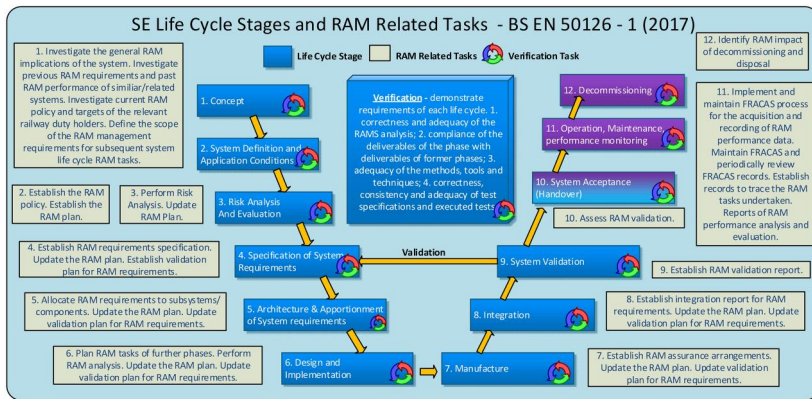 SE Life Cycle Stages and RAM Related Tasks - BS EN 50126 - 1 (2017)
Life Cycle Stage
RAM Related Tasks
Verification Task
1. Investigate the general RAM
implications of the system. Investigate
previous RAM requirements and past
RAM performance of similiar/related
systems. Investigate current RAM
policy and targets of the relevant
railway duty holders. Define the scope
of the RAM management
requirements for subsequent system
life cycle RAM tasks.
2. Establish the RAM
policy. Establish the
RAM plan.
3. Perform Risk
Analysis. Update
RAM Plan.
4. Establish RAM requirements specification.
Update the RAM plan. Establish validation
plan for RAM requirements.
5. Allocate RAM requirements to subsystems/
components. Update the RAM plan. Update
validation plan for RAM requirements.
6. Plan RAM tasks of further phases. Perform
RAM analysis. Update the RAM plan. Update
validation plan for RAM requirements.
1. Concept
2. System Definition and
Application Conditions
3. Risk Analysis
And Evaluation
4. Specification of System
Requirements
5. Architecture & Apportionment
of System requirements
6. Design and
Implementation
7. Manufacture
8. Integration
9. System Validation
10. System Acceptance
(Handover)
11. Operation, Maintenance,
performance monitoring
12. Decommissioning
Verification - demonstrate
requirements of each life cycle. 1.
correctness and adequacy of the
RAMS analysis; 2. compliance of the
deliverables of the phase with
deliverables of former phases; 3.
adequacy of the methods, tools and
techniques; 4. correctness,
consistency and adequacy of test
specifications and executed tests
Validation
12. Identify RAM impact
of decommissioning and
disposal
11. Implement and
maintain FRACAS process
for the acquisition and
recording of RAM
performance data.
Maintain FRACAS and
periodically review
FRACAS records. Establish
records to trace the RAM
tasks undertaken.
Reports of RAM
performance analysis and
evaluation.
10. Assess RAM validation.
9. Establish RAM validation report.
8. Establish integration report for RAM
requirements. Update the RAM plan. Update
validation plan for RAM requirements.
7. Establish RAM assurance arrangements.
Update the RAM plan. Update validation
plan for RAM requirements.